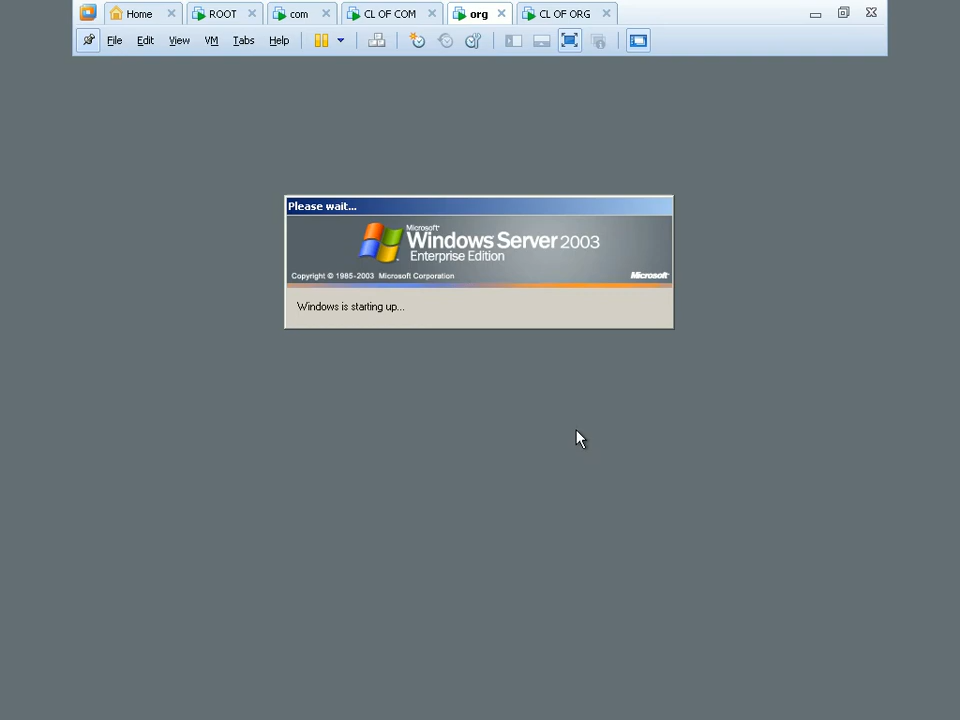 Home ROOT com CL OF COM org CL OF ORG
File Edit View VM Tabs Help
Please wait...
Microsoft
Windows Server 2003
Enterprise Edition
Copyright © 1985-2003 Microsoft Corporation Microsoft
Windows is starting up...